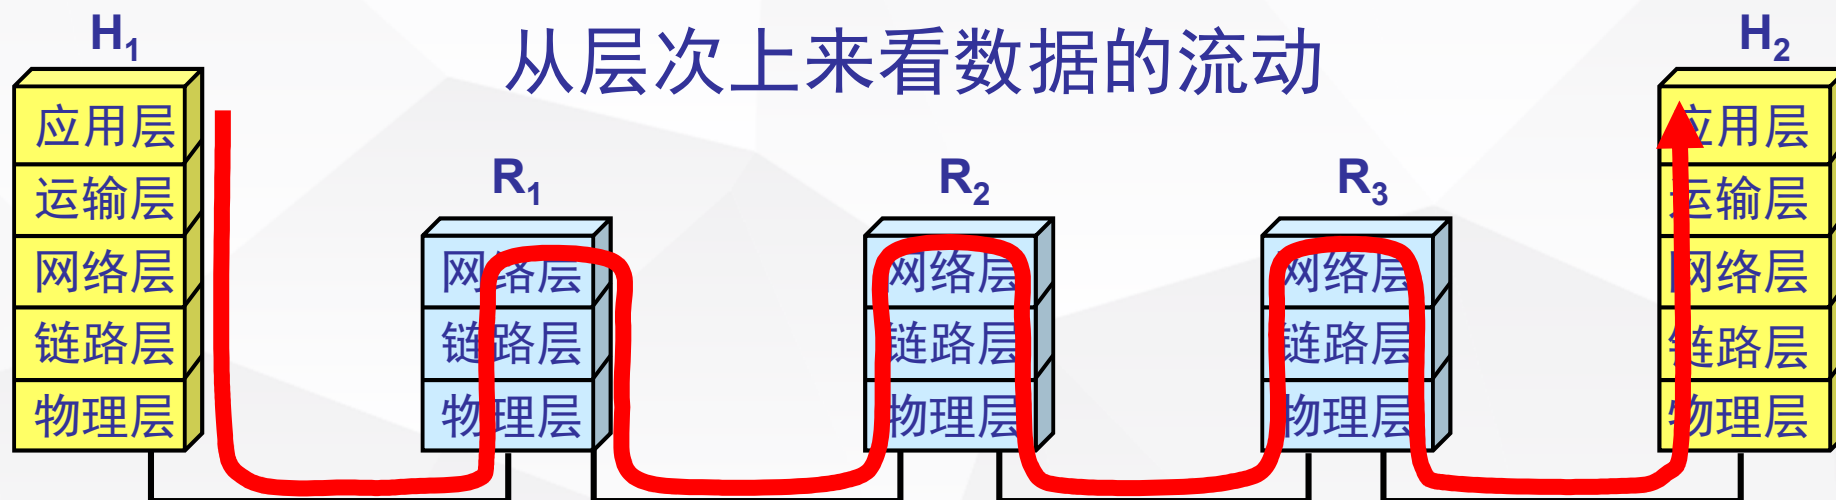 从层次上来看数据的流动
H1
应用层
运输层
网络层
链路层
物理层
R1
网络层
链路层
物理层
R2
网络层
链路层
物理层
R3
网络层
链路层
物理层
H2
应用层
运输层
网络层
链路层
物理层